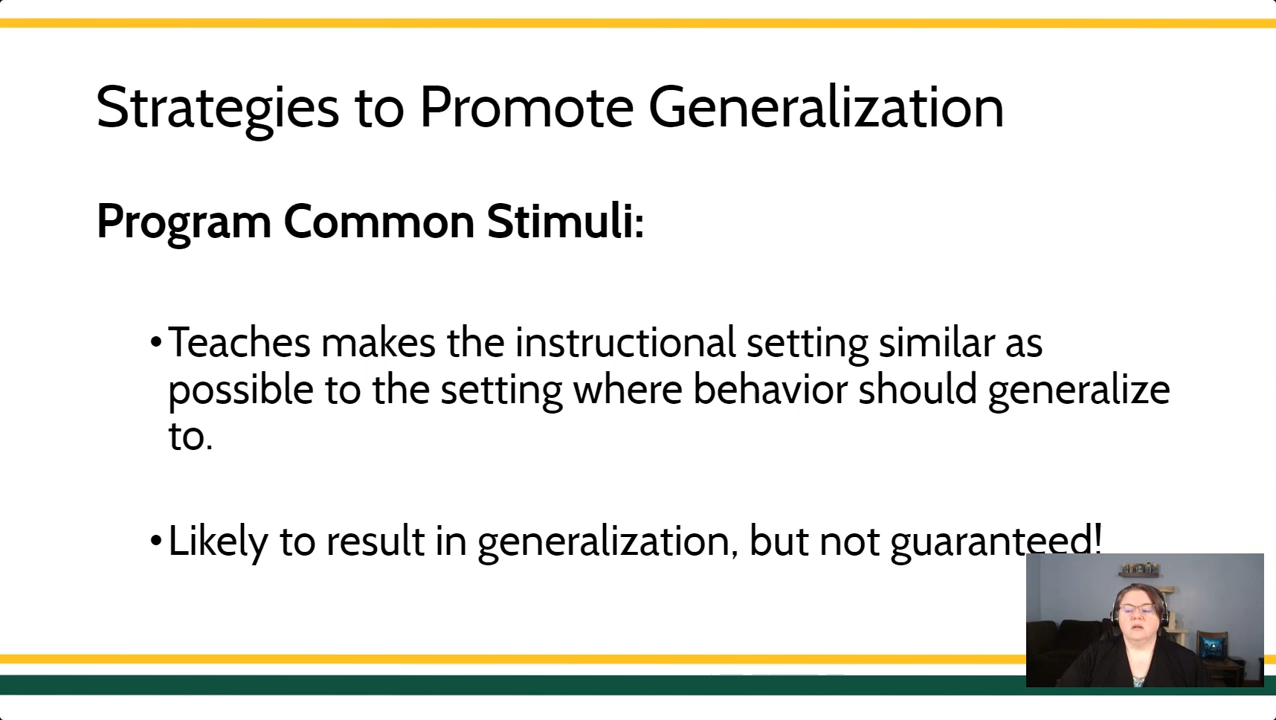 Strategies to Promote Generalization
Program Common Stimuli:
•Teaches makes the instructional setting similar as
possible to the setting where behavior should generalize
to.
•Likely to result in generalization, but not guaranteed!